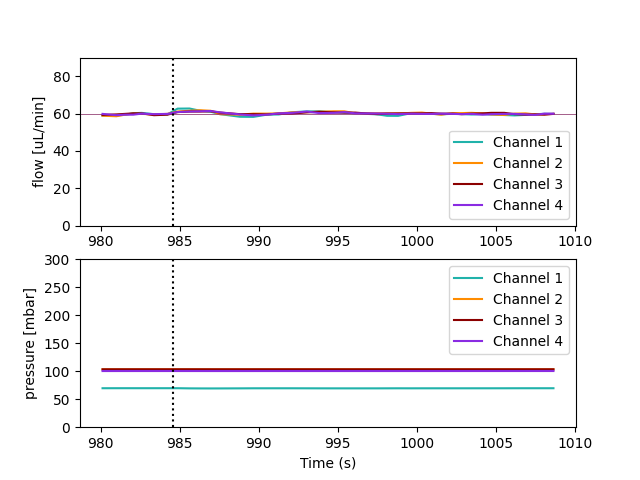 flow [uL/min]
80
60
40
20
0
980 985 990 995 1000 1005 1010
Channel 1
Channel 2
Channel 3
Channel 4
pressure [mbar]
300
250
200
150
100
50
0
980 985 990 995 1000 1005 1010
Channel 1
Channel 2
Channel 3
Channel 4
Time (s)